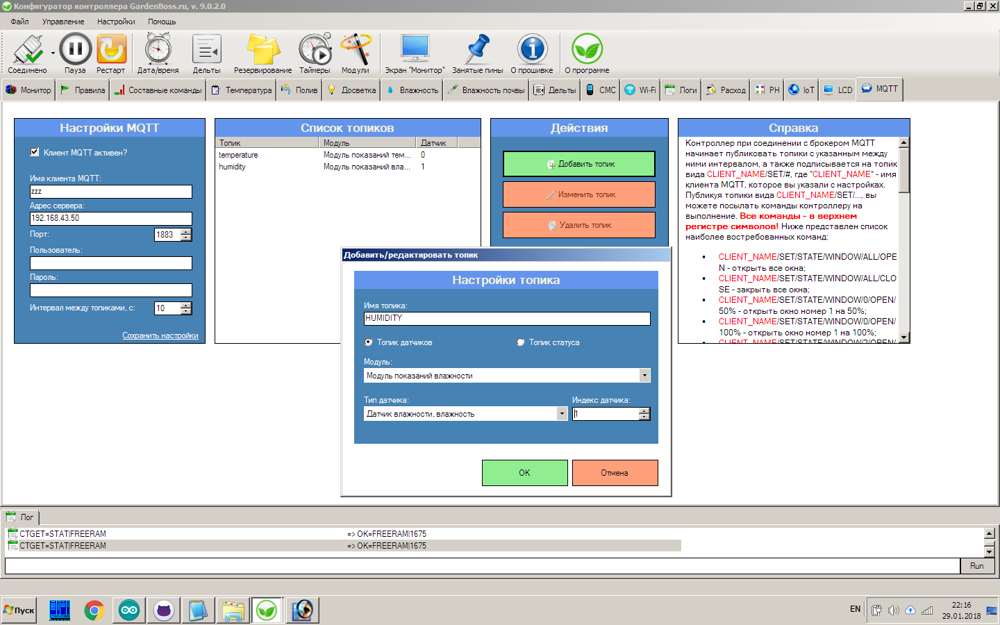 Конфигуратор контроллера GardenBoss.ru, v. 9.0.2.0
Файл Управление Настройки Помощь
Соединено Пауза Рестарт Дата/время Дельты Резервирование Таймеры Модули Экран "Монитор" Занятые пины О прошивке О программе
Монитор Правила Составные команды Температура Полив Досветка Влажность Влажность почвы Дельты СМС Wi-Fi Логи Расход PH IoT LCD MQTT
Настройки MQTT
Клиент MQTT активен?
Имя клиента MQTT:
zzz
Адрес сервера:
192.168.43.50
Порт: 1883
Пользователь:
Пароль:
Интервал между топиками, с: 10
Сохранить настройки
Список топиков
Топик Модуль Датчик
temperature Модуль показаний тем... 0
humidity Модуль показаний вла... 1
Действия
Добавить топик
Изменить топик
Удалить топик
Справка
Контроллер при соединении с брокером MQTT
начинает публиковать топики с указанным между
ними интервалом, а также подписывается на топик
вида CLIENT_NAME/SET/#, где "CLIENT_NAME" - имя
клиента MQTT, которое вы указали с настройках.
Публикуя топики вида CLIENT_NAME/SET/..., вы
можете посылать команды контроллеру на
выполнение. Все команды - в верхнем
регистре символов! Ниже представлен список
наиболее востребованных команд:
• CLIENT_NAME/SET/STATE/WINDOW/ALL/OPE
N - открыть все окна;
• CLIENT_NAME/SET/STATE/WINDOW/ALL/CLO
SE - закрыть все окна;
• CLIENT_NAME/SET/STATE/WINDOW/0/OPEN/
50% - открыть окно номер 1 на 50%;
• CLIENT_NAME/SET/STATE/WINDOW/0/OPEN/
100% - открыть окно номер 1 на 100%;
• CLIENT_NAME/SET/STATE/WINDOW/2/OPEN/
Добавить/редактировать топик
Настройки топика
Имя топика:
HUMIDITY
Топик датчиков Топик статуса
Модуль:
Модуль показаний влажности
Тип датчика: Индекс датчика:
Датчик влажности, влажность 1
OK Отмена
Лог
CTGET=STAT|FREERAM => OK=FREERAM|1675
CTGET=STAT|FREERAM => OK=FREERAM|1675
Run
Пуск
EN
22:16
29.01.2018